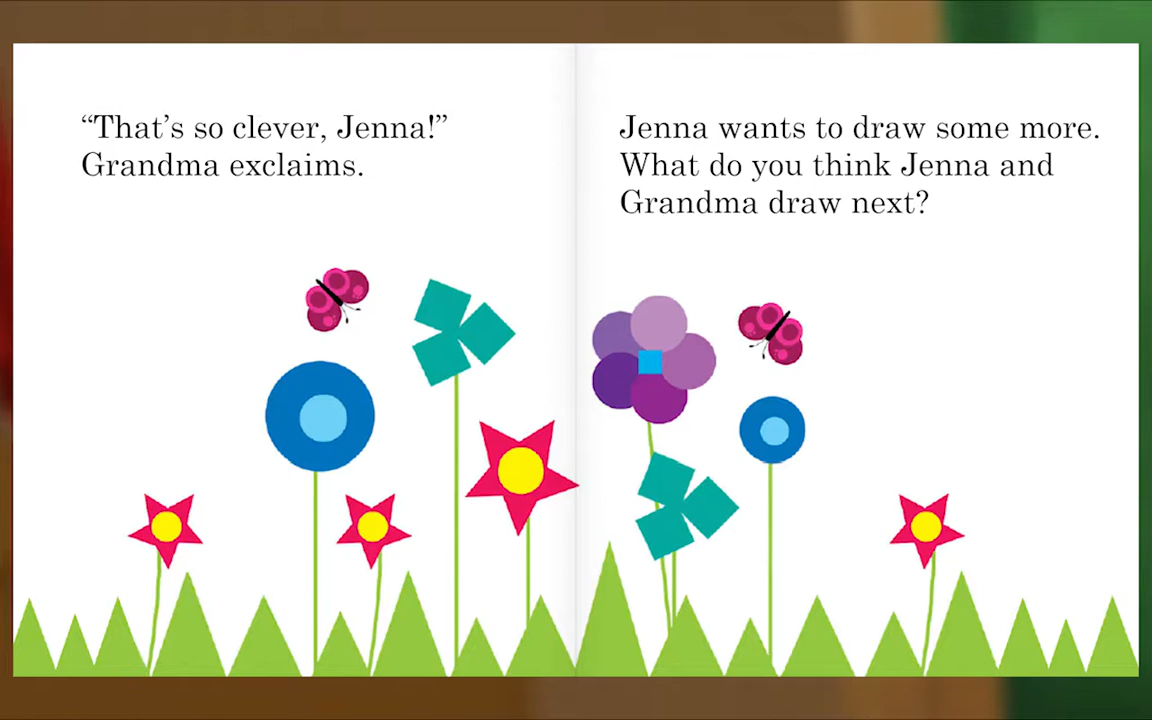 “That’s so clever, Jenna!”
Grandma exclaims.
Jenna wants to draw some more.
What do you think Jenna and
Grandma draw next?